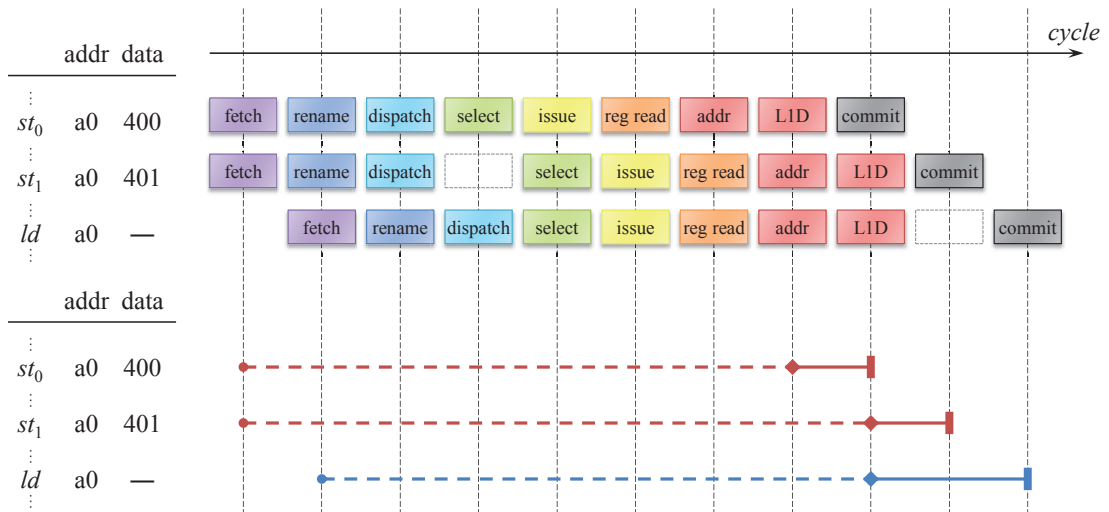 cycle
addr data
⋮
st0 a0 400 fetch rename dispatch select issue reg read addr L1D commit
⋮
st1 a0 401 fetch rename dispatch select issue reg read addr L1D commit
⋮
ld a0 — fetch rename dispatch select issue reg read addr L1D commit
⋮
addr data
⋮
st0 a0 400
⋮
st1 a0 401
⋮
ld a0 —
⋮